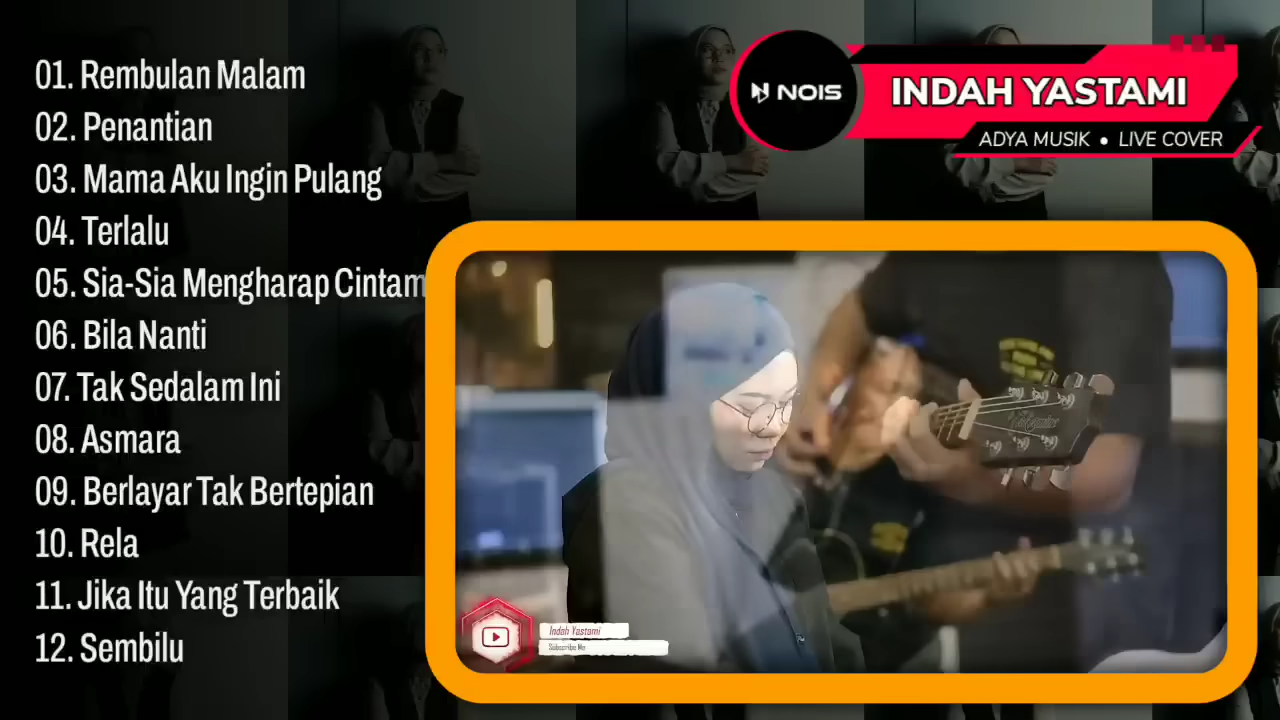 01. Rembulan Malam
02. Penantian
03. Mama Aku Ingin Pulang
04. Terlalu
05. Sia-Sia Mengharap Cintam
06. Bila Nanti
07. Tak Sedalam Ini
08. Asmara
09. Berlayar Tak Bertepian
10. Rela
11. Jika Itu Yang Terbaik
12. Sembilu
NOIS
INDAH YASTAMI
ADYA MUSIK • LIVE COVER
Indah Yastami
Subscribe Me